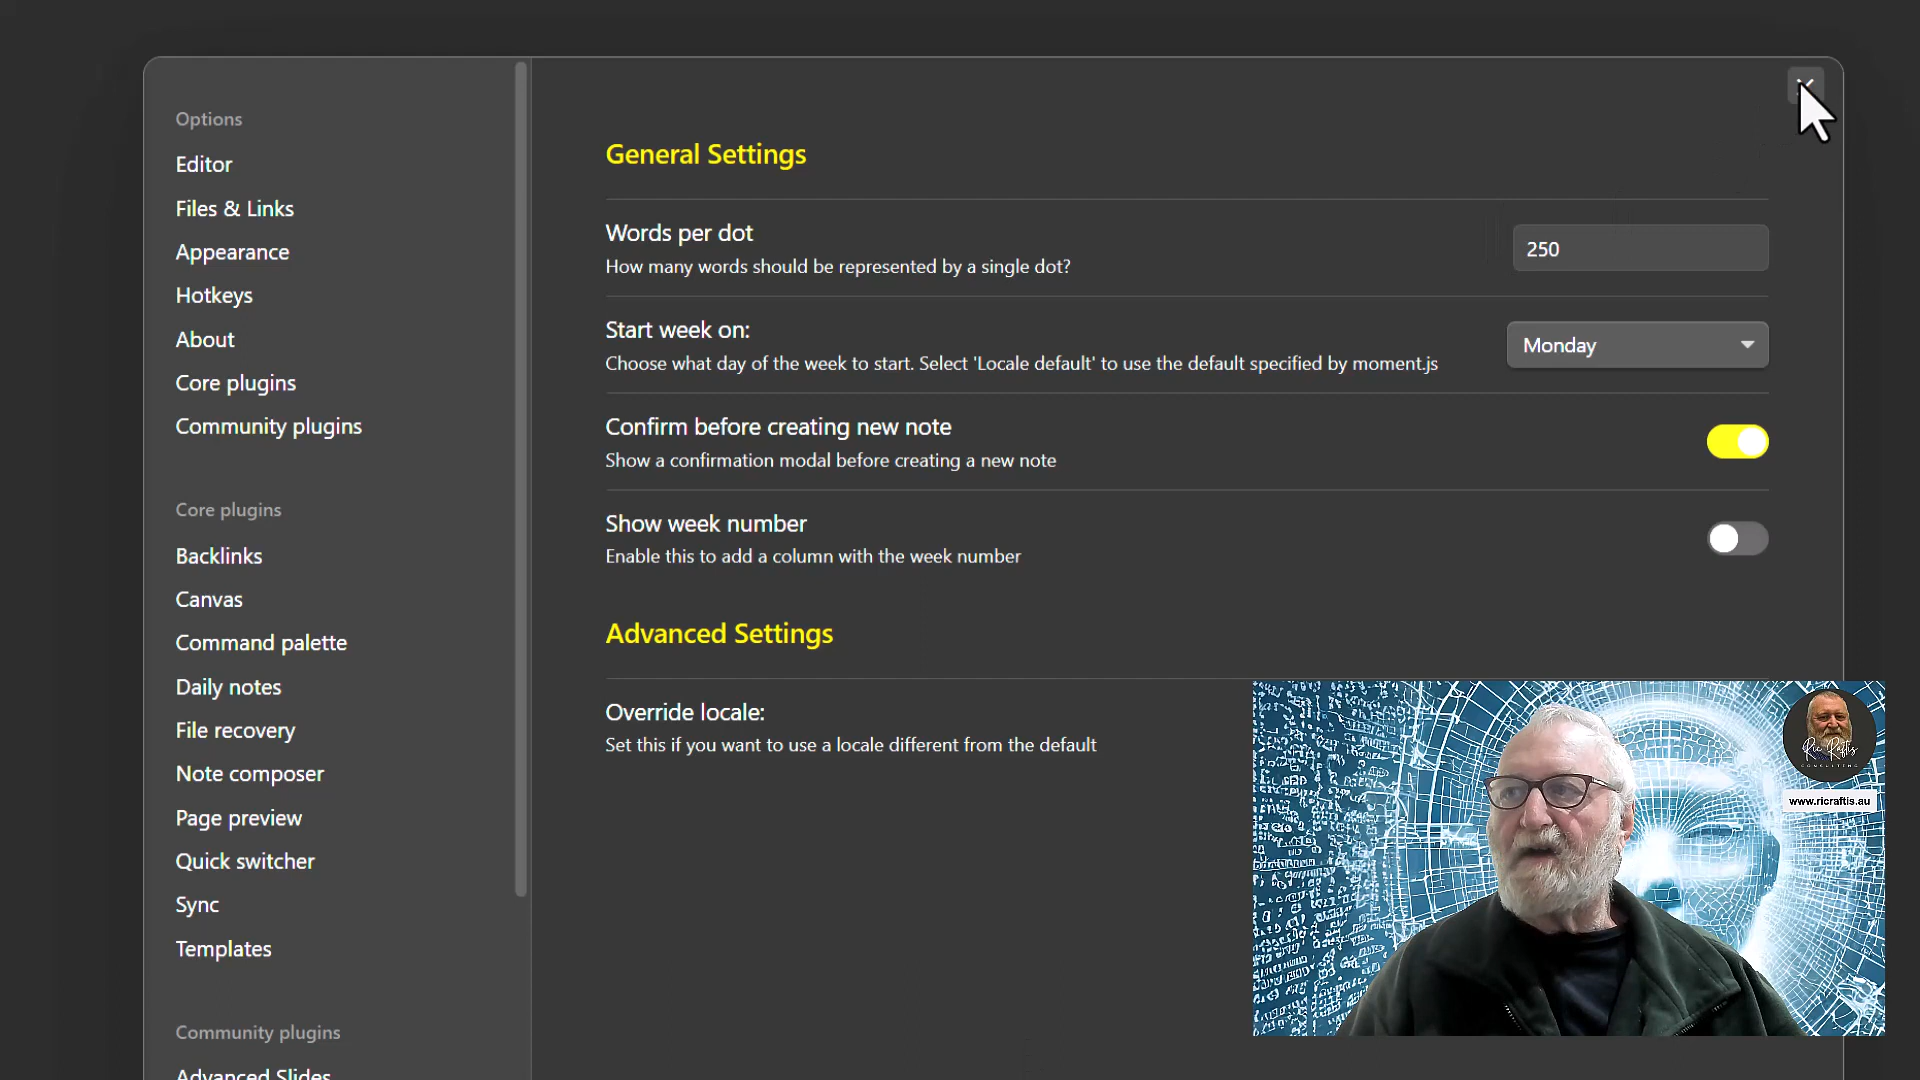 Options
Editor
Files & Links
Appearance
Hotkeys
About
Core plugins
Community plugins
Core plugins
Backlinks
Canvas
Command palette
Daily notes
File recovery
Note composer
Page preview
Quick switcher
Sync
Templates
Community plugins
Advanced Slides
General Settings
Words per dot
How many words should be represented by a single dot?
250
Start week on:
Choose what day of the week to start. Select 'Locale default' to use the default specified by moment.js
Monday
Confirm before creating new note
Show a confirmation modal before creating a new note
Show week number
Enable this to add a column with the week number
Advanced Settings
Override locale:
Set this if you want to use a locale different from the default
Ric Raftis
CONSULTING
www.ricraftis.au